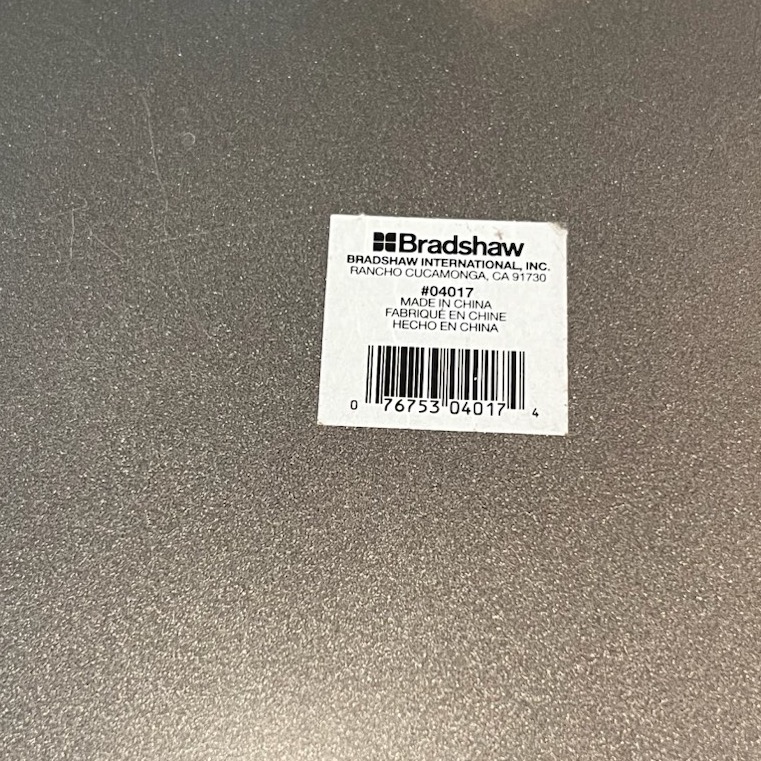 Bradshaw
BRADSHAW INTERNATIONAL, INC.
RANCHO CUCAMONGA, CA 91730
#04017
MADE IN CHINA
FABRIQUÉ EN CHINE
HECHO EN CHINA
0 76753 04017 4